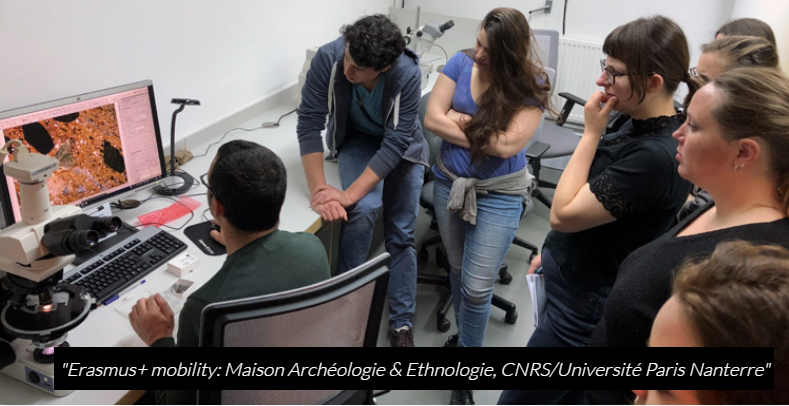 "Erasmus+ mobility: Maison Archéologie & Ethnologie, CNRS/Université Paris Nanterre"